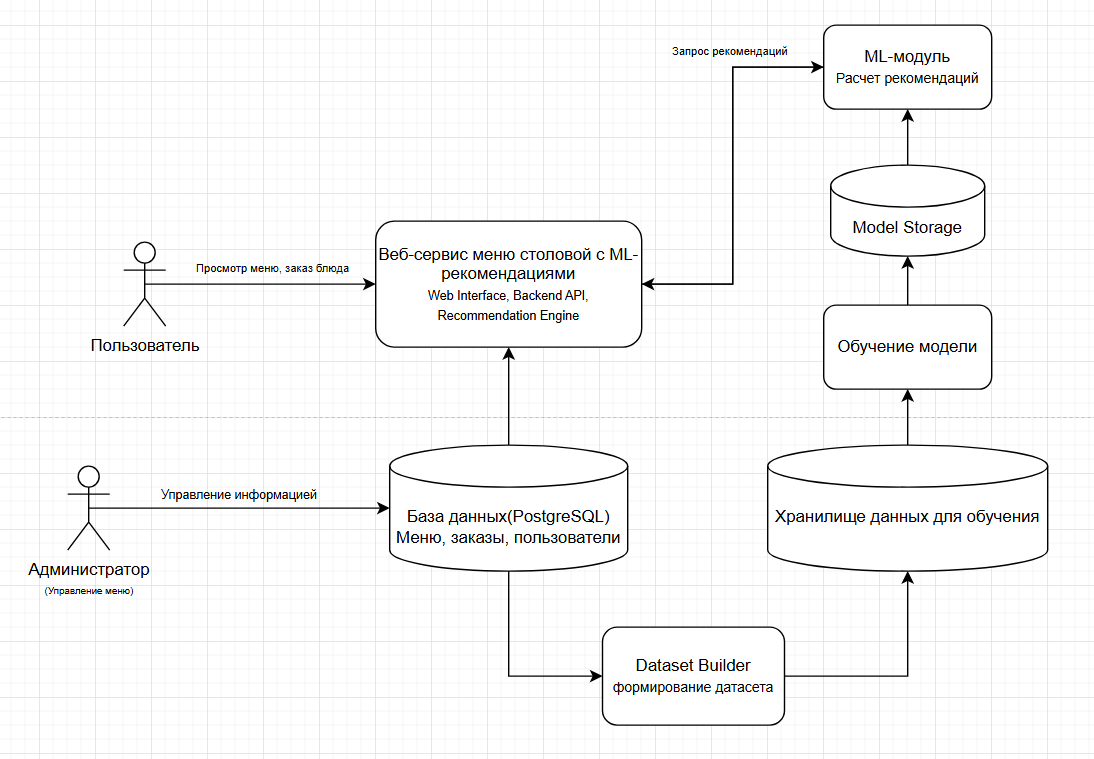 Запрос рекомендаций
ML-модуль
Расчет рекомендаций
Model Storage
Веб-сервис меню столовой с ML-
рекомендациями
Web Interface, Backend API,
Recommendation Engine
Просмотр меню, заказ блюда
Пользователь
Обучение модели
Управление информацией
База данных(PostgreSQL)
Меню, заказы, пользователи
Хранилище данных для обучения
Администратор
(Управление меню)
Dataset Builder
формирование датасета